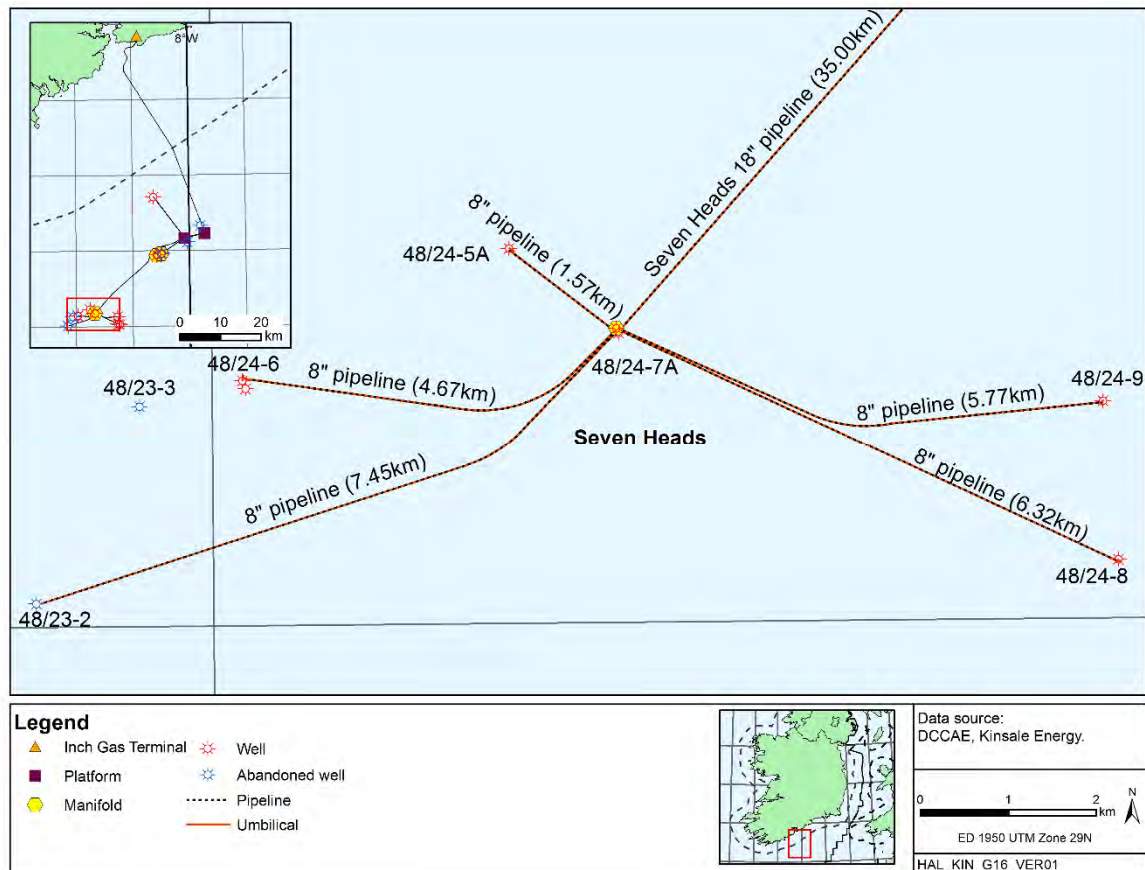 8°W
0 10 20
km
Seven Heads 18" pipeline (35.00km)
8" pipeline (1.57km)
48/24-5A
48/24-7A
48/24-6
48/23-3
8" pipeline (4.67km)
48/24-9
8" pipeline (5.77km)
Seven Heads
8" pipeline (7.45km)
8" pipeline (6.32km)
48/24-8
48/23-2
Legend
Inch Gas Terminal
Platform
Manifold
Well
Abandoned well
Pipeline
Umbilical
Data source:
DCCAE, Kinsale Energy.
0 1 2
km
N
ED 1950 UTM Zone 29N
HAL_KIN_G16_VER01